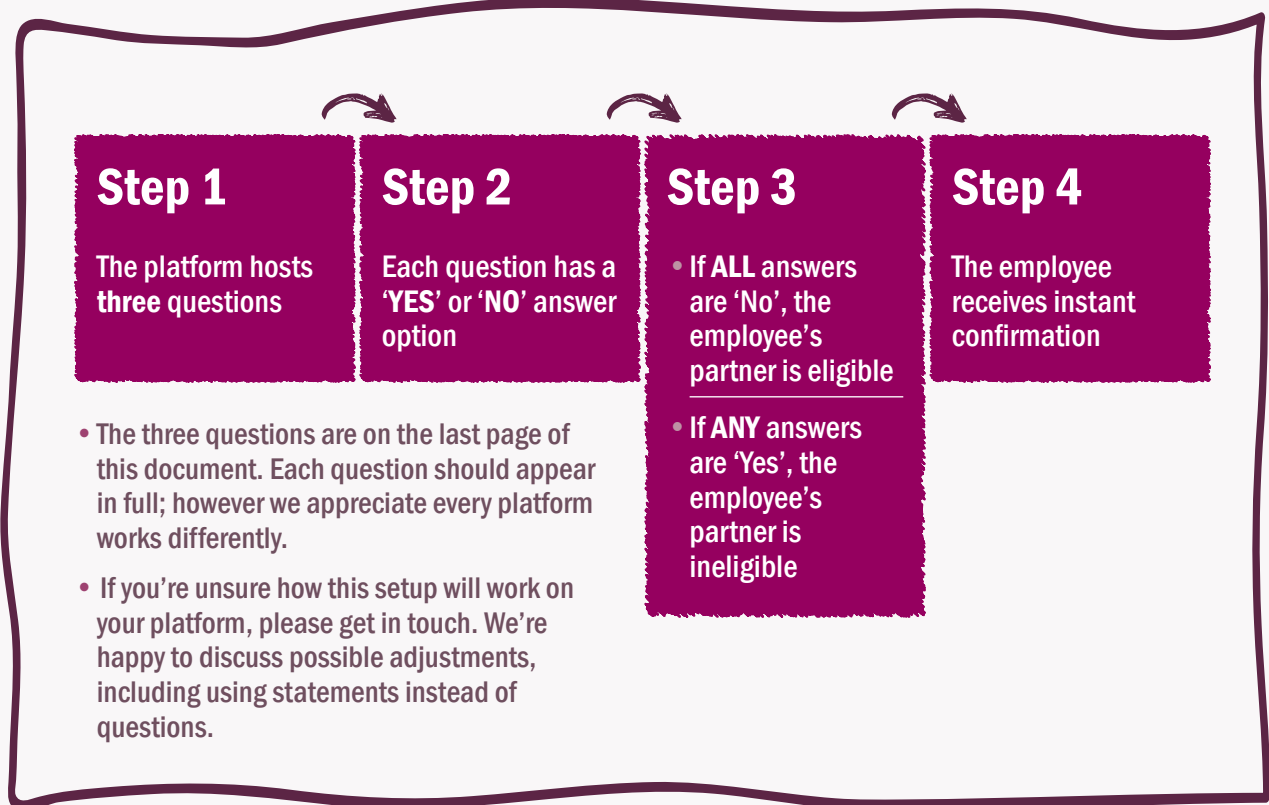 Step 1
The platform hosts
three questions
Step 2
Each question has a
‘YES’ or ‘NO’ answer
option
Step 3
• If ALL answers
are ‘No’, the
employee’s
partner is eligible
• If ANY answers
are ‘Yes’, the
employee’s
partner is
ineligible
Step 4
The employee
receives instant
confirmation
• The three questions are on the last page of
this document. Each question should appear
in full; however we appreciate every platform
works differently.
• If you’re unsure how this setup will work on
your platform, please get in touch. We’re
happy to discuss possible adjustments,
including using statements instead of
questions.